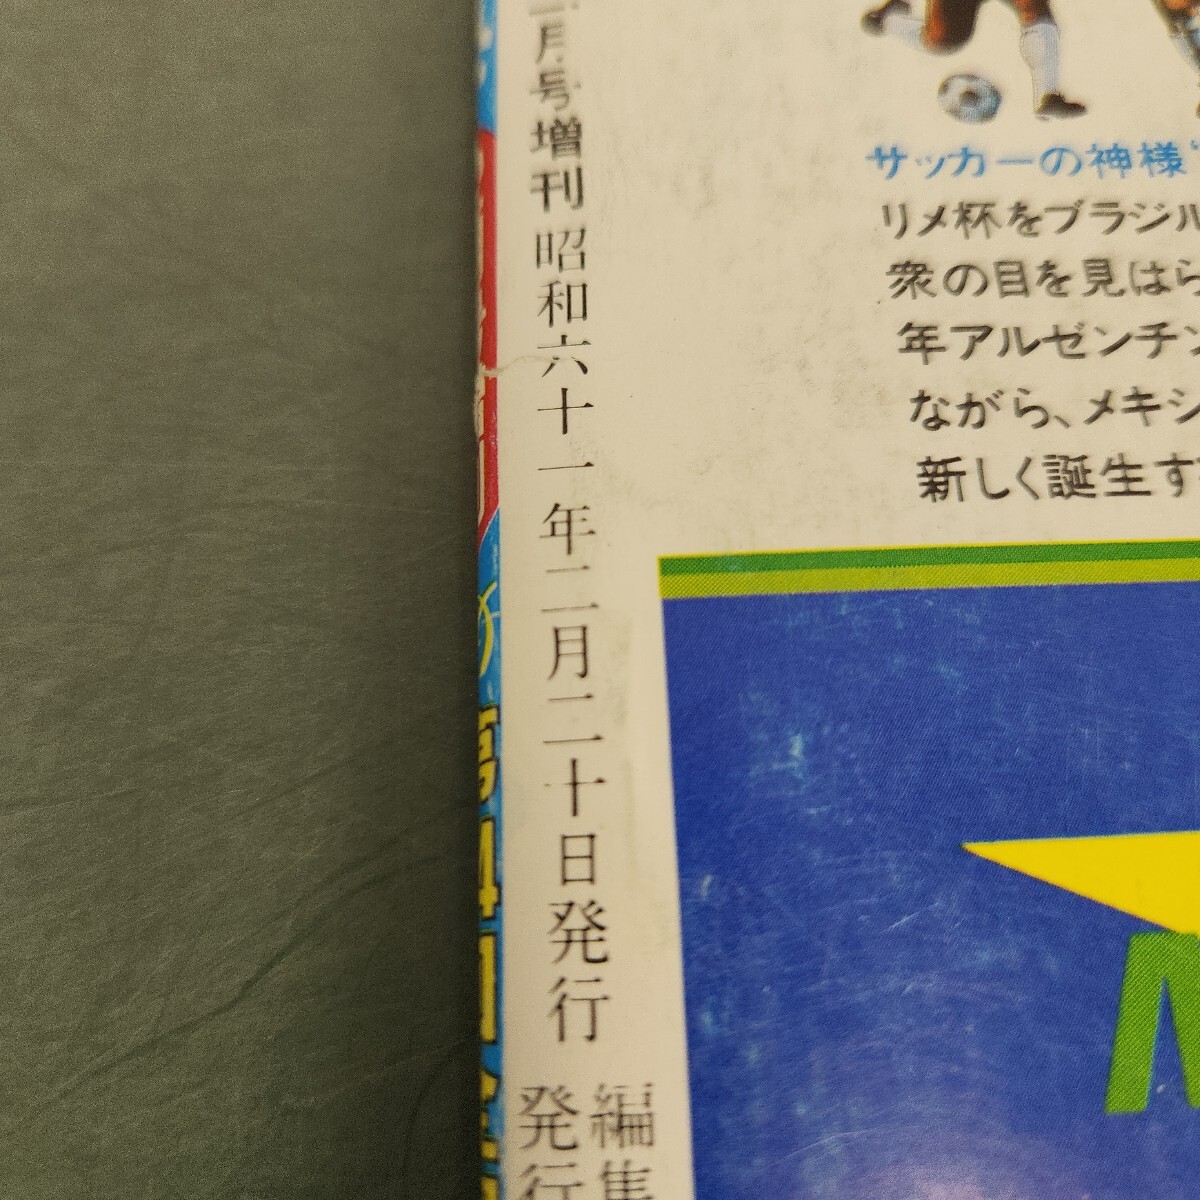 月号増刊 昭和六十一年二月二十日発行
編集
発行
サッカーの神様
リメ杯をブラジル
衆の目を見はら
年アルゼンチン
ながら、メキシ
新しく誕生す